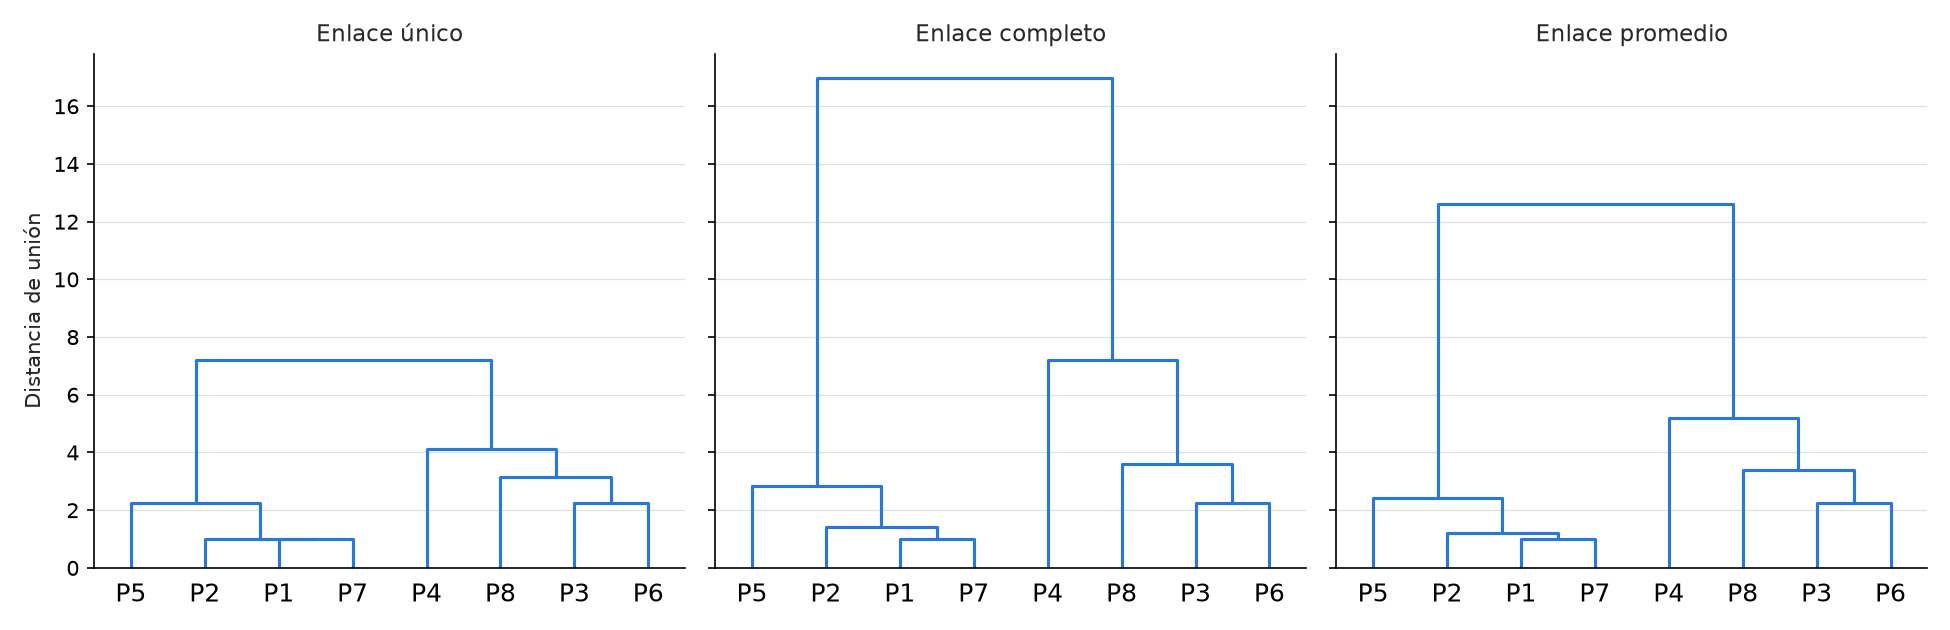 Enlace único
Enlace completo
Enlace promedio
Distancia de unión
16
14
12
10
8
6
4
2
0
P5 P2 P1 P7 P4 P8 P3 P6
P5 P2 P1 P7 P4 P8 P3 P6
P5 P2 P1 P7 P4 P8 P3 P6